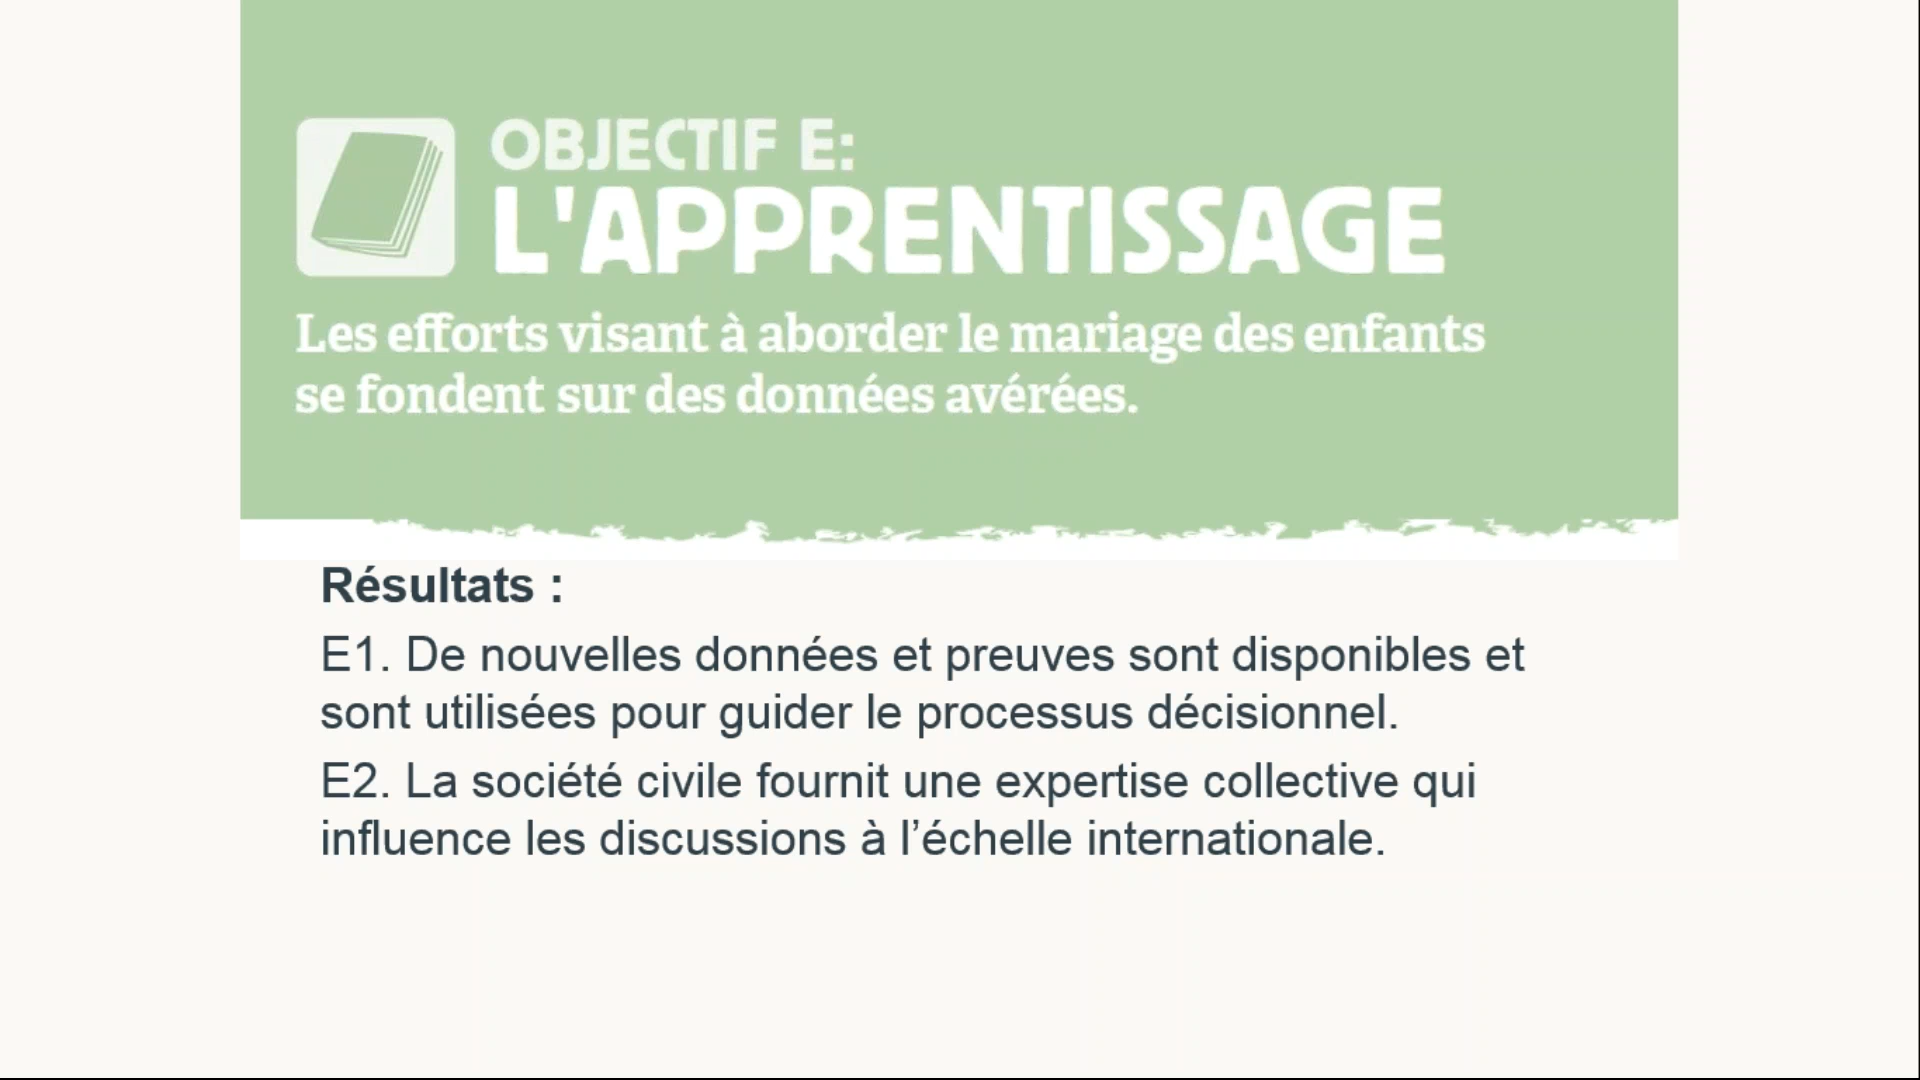 OBJECTIF E:
L'APPRENTISSAGE
Les efforts visant à aborder le mariage des enfants
se fondent sur des données avérées.
Résultats :
E1. De nouvelles données et preuves sont disponibles et
sont utilisées pour guider le processus décisionnel.
E2. La société civile fournit une expertise collective qui
influence les discussions à l’échelle internationale.